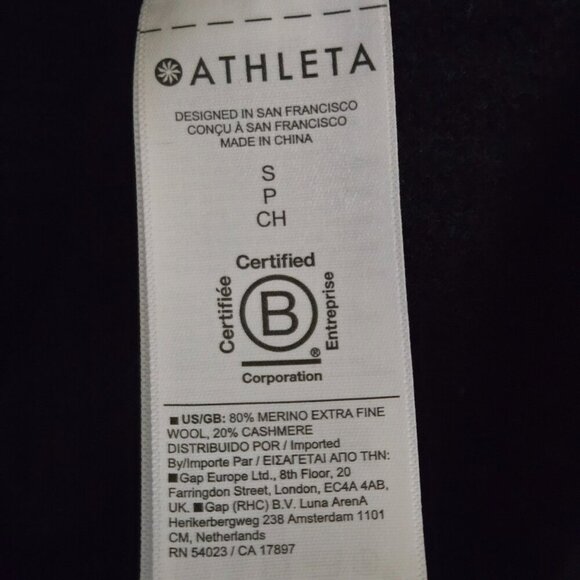 ATHLETA
DESIGNED IN SAN FRANCISCO
CONÇU À SAN FRANCISCO
MADE IN CHINA
S
P
CH
Certified
Certifiée
B
Entreprise
®
Corporation
■ US/GB: 80% MERINO EXTRA FINE
WOOL, 20% CASHMERE
DISTRIBUIDO POR / Imported
By/Importe Par / ΕΙΣΑΓΕΤΑΙ ΑΠΟ ΤΗΝ:
■ Gap Europe Ltd., 8th Floor, 20
Farringdon Street, London, EC4A 4AB,
UK. ■ Gap (RHC) B.V. Luna ArenA
Herikerbergweg 238 Amsterdam 1101
CM, Netherlands
RN 54023 / CA 17897